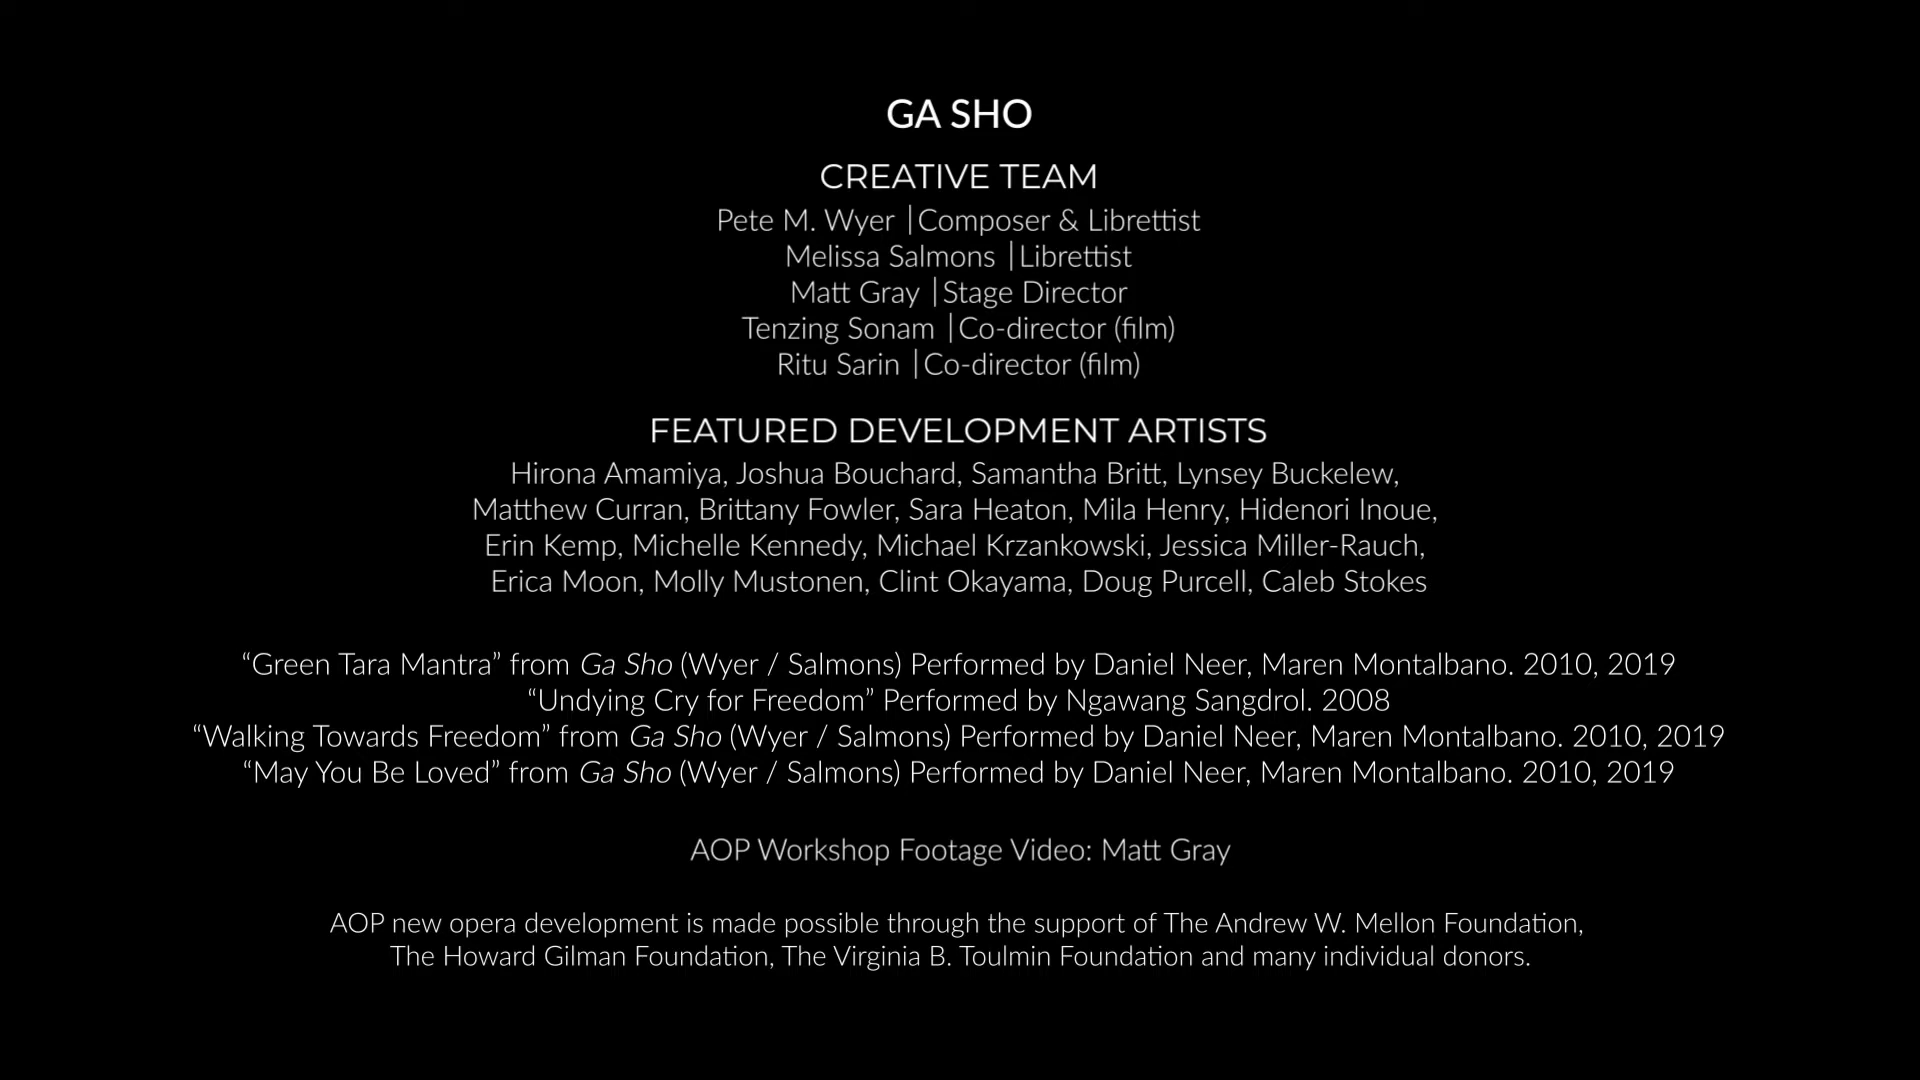 GA SHO
CREATIVE TEAM
Pete M. Wyer |Composer & Librettist
Melissa Salmons |Librettist
Matt Gray |Stage Director
Tenzing Sonam |Co-director (film)
Ritu Sarin |Co-director (film)
FEATURED DEVELOPMENT ARTISTS
Hirona Amamiya, Joshua Bouchard, Samantha Britt, Lynsey Buckelew,
Matthew Curran, Brittany Fowler, Sara Heaton, Mila Henry, Hidenori Inoue,
Erin Kemp, Michelle Kennedy, Michael Krzankowski, Jessica Miller-Rauch,
Erica Moon, Molly Mustonen, Clint Okayama, Doug Purcell, Caleb Stokes
“Green Tara Mantra” from Ga Sho (Wyer / Salmons) Performed by Daniel Neer, Maren Montalbano. 2010, 2019
“Undying Cry for Freedom” Performed by Ngawang Sangdrol. 2008
“Walking Towards Freedom” from Ga Sho (Wyer / Salmons) Performed by Daniel Neer, Maren Montalbano. 2010, 2019
“May You Be Loved” from Ga Sho (Wyer / Salmons) Performed by Daniel Neer, Maren Montalbano. 2010, 2019
AOP Workshop Footage Video: Matt Gray
AOP new opera development is made possible through the support of The Andrew W. Mellon Foundation,
The Howard Gilman Foundation, The Virginia B. Toulmin Foundation and many individual donors.